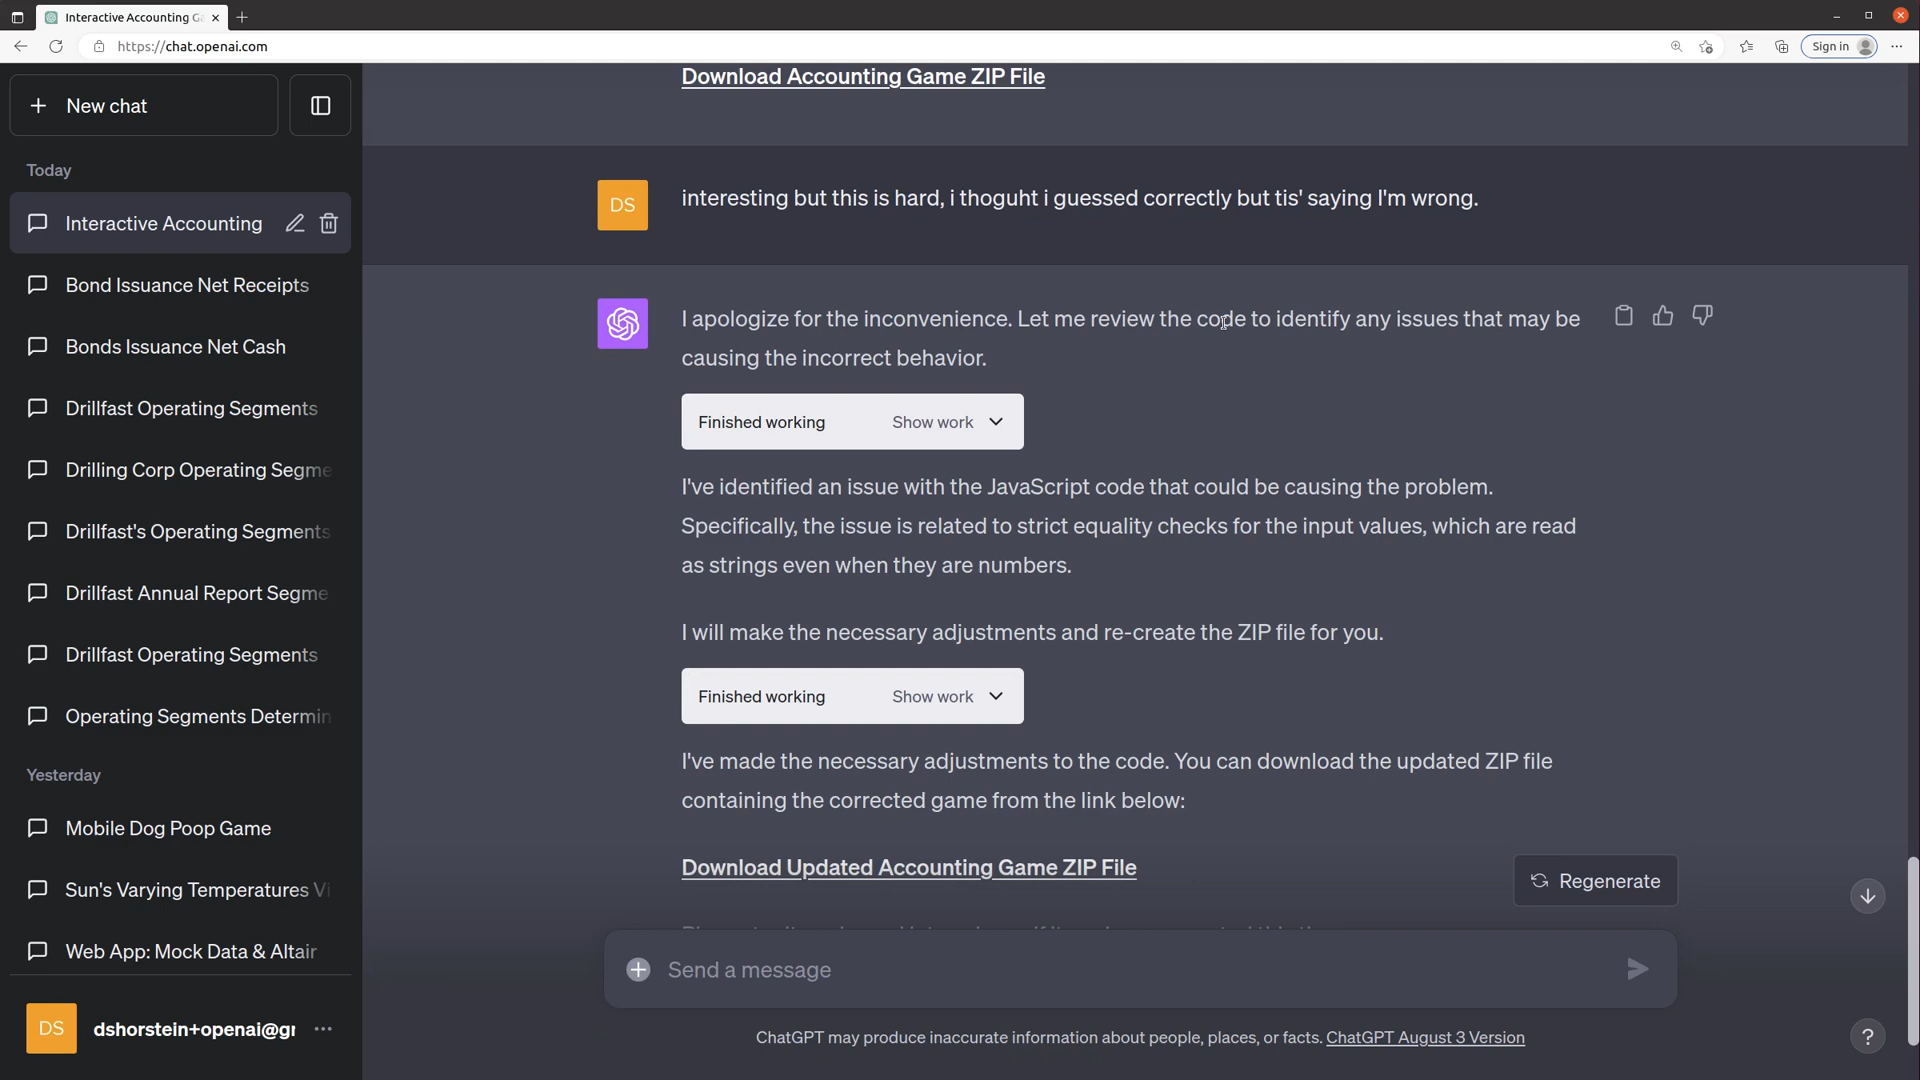 Interactive Accounting Ga
https://chat.openai.com
Sign in
New chat
Today
Interactive Accounting
Bond Issuance Net Receipts
Bonds Issuance Net Cash
Drillfast Operating Segments
Drilling Corp Operating Segme
Drillfast's Operating Segments
Drillfast Annual Report Segme
Drillfast Operating Segments
Operating Segments Determin
Yesterday
Mobile Dog Poop Game
Sun's Varying Temperatures Vi
Web App: Mock Data & Altair
DS
dshorstein+openai@gr
Download Accounting Game ZIP File
DS
interesting but this is hard, i thoguht i guessed correctly but tis' saying I'm wrong.
I apologize for the inconvenience. Let me review the code to identify any issues that may be
causing the incorrect behavior.
Finished working Show work
I've identified an issue with the JavaScript code that could be causing the problem.
Specifically, the issue is related to strict equality checks for the input values, which are read
as strings even when they are numbers.
I will make the necessary adjustments and re-create the ZIP file for you.
Finished working Show work
I've made the necessary adjustments to the code. You can download the updated ZIP file
containing the corrected game from the link below:
Download Updated Accounting Game ZIP File
Regenerate
Send a message
ChatGPT may produce inaccurate information about people, places, or facts. ChatGPT August 3 Version
?